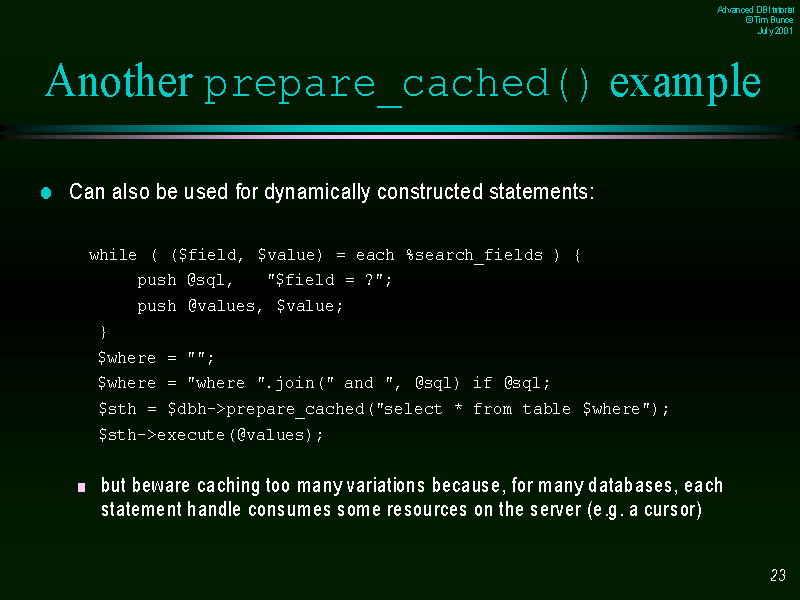 Advanced DBI tutorial
© Tim Bunce
July 2001
Another prepare_cached() example
Can also be used for dynamically constructed statements:
while ( ($field, $value) = each %search_fields ) {
push @sql, "$field = ?";
push @values, $value;
}
$where = "";
$where = "where ".join(" and ", @sql) if @sql;
$sth = $dbh->prepare_cached("select * from table $where");
$sth->execute(@values);
but beware caching too many variations because, for many databases, each
statement handle consumes some resources on the server (e.g. a cursor)
23